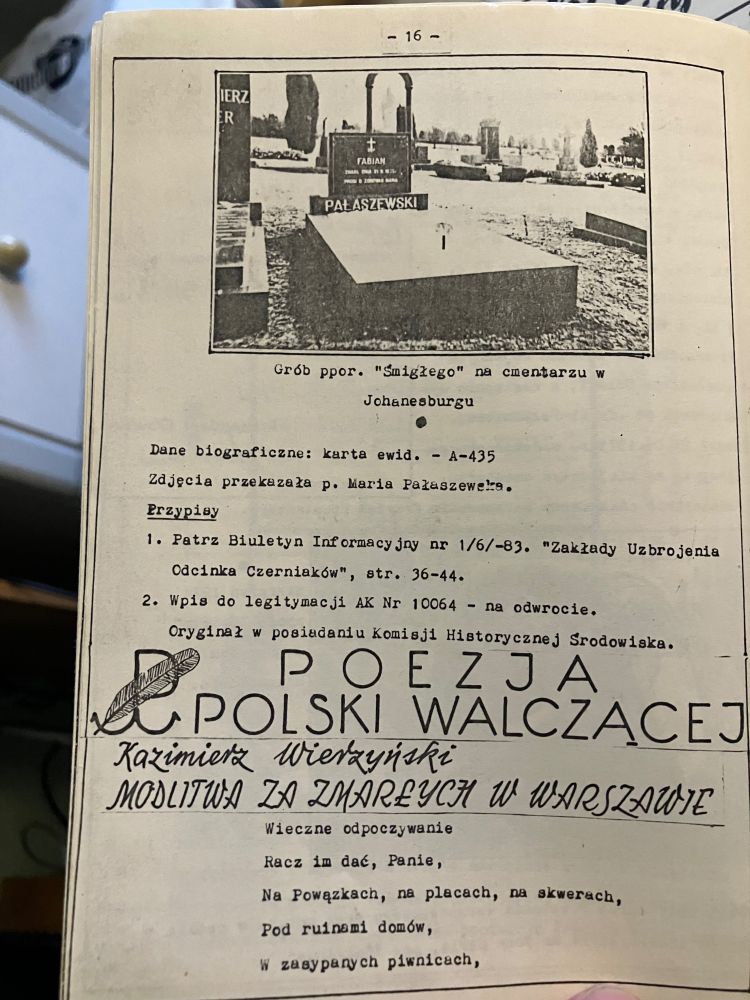 - 16 -
IERZ
ER
FABIAN
PAŁASZEWSKI
Grób ppor. "Śmigłego" na cmentarzu w
Johanesburgu
Dane biograficzne: karta ewid. - A-435
Zdjęcia przekazała p. Maria Pałaszewska.
Przypisy
1. Patrz Biuletyn Informacyjny nr 1/6/-83. "Zakłady Uzbrojenia
Odcinka Czerniaków", str. 36-44.
2. Wpis do legitymacji AK Nr 10064 - na odwrocie.
Oryginał w posiadaniu Komisji Historycznej Środowiska.
POEZJA
POLSKI WALCZĄCEJ
Kazimierz Wierzyński
MODLITWA ZA ZMARŁYCH W WARSZAWIE
Wieczne odpoczywanie
Racz im dać, Panie,
Na Powązkach, na placach, na skwerach,
Pod ruinami domów,
W zasypanych piwnicach,